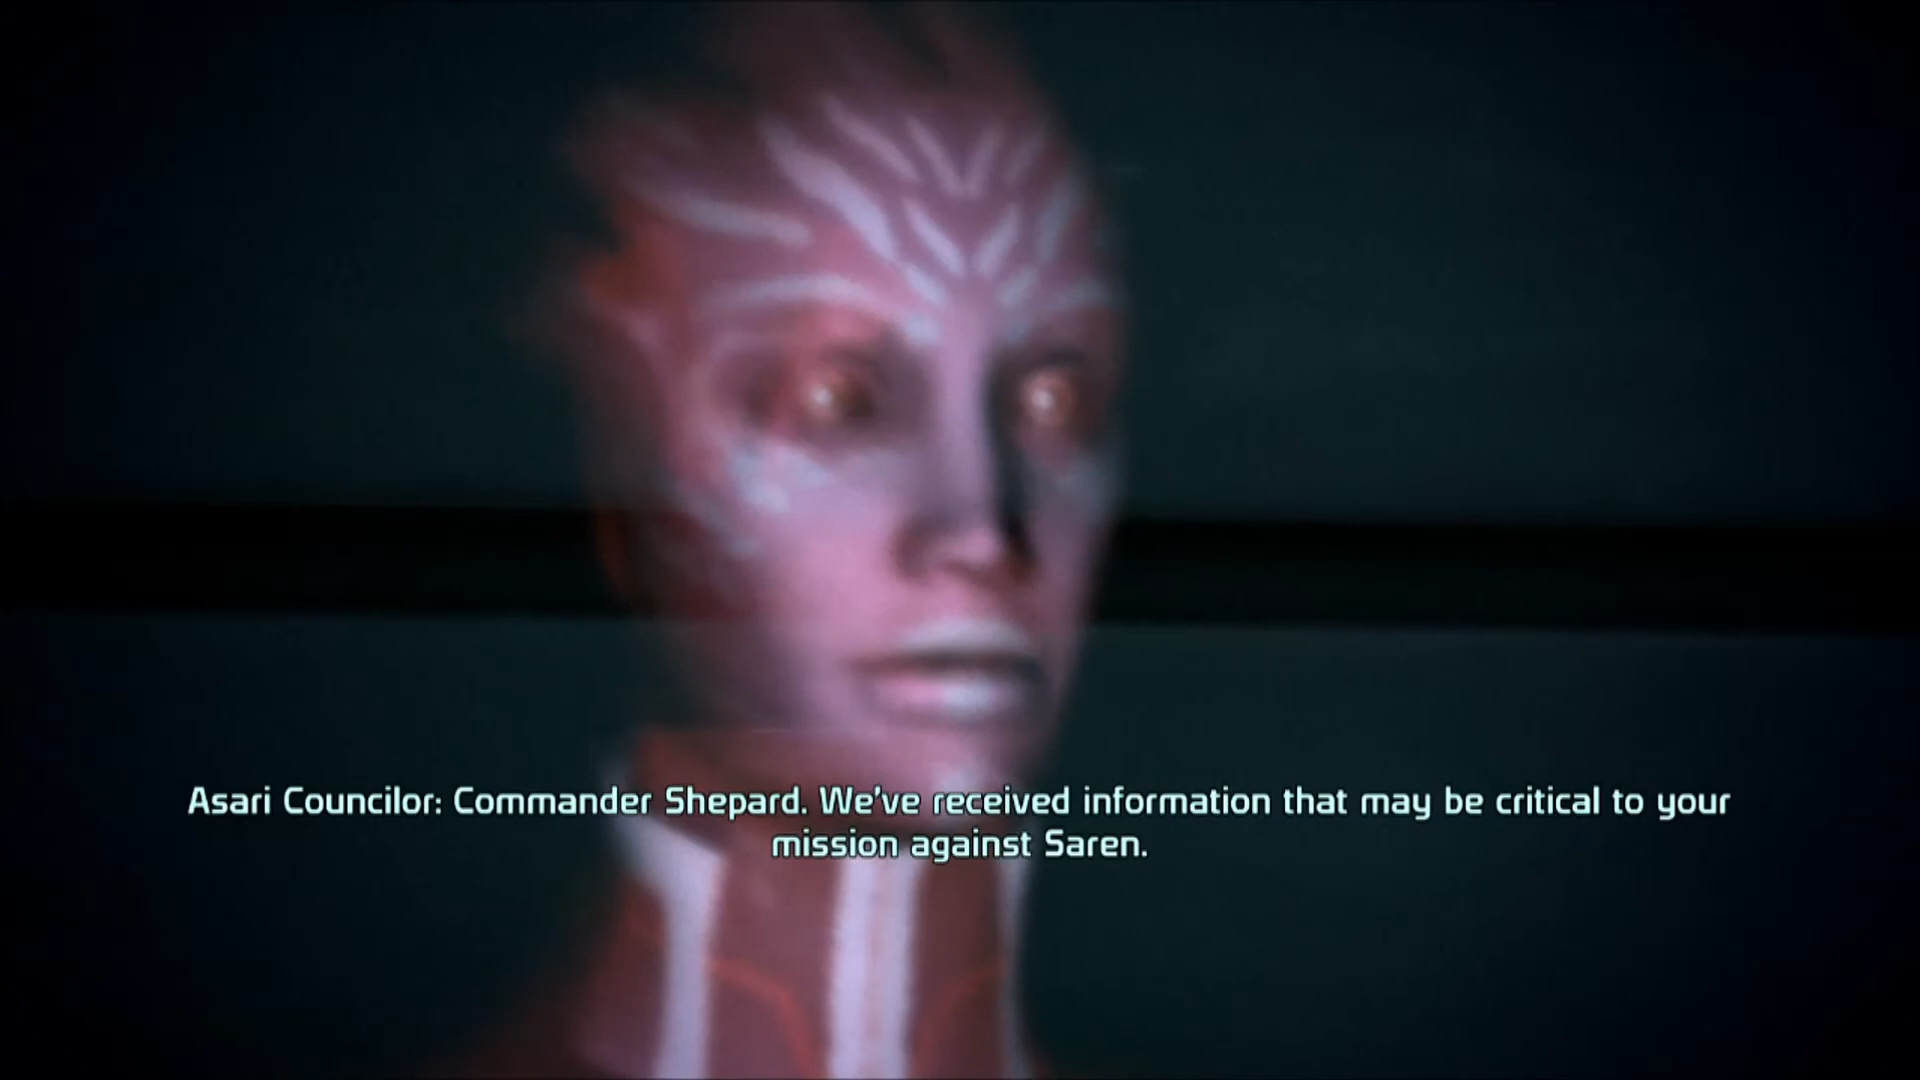 Asari Councilor: Commander Shepard. We've received information that may be critical to your
mission against Saren.